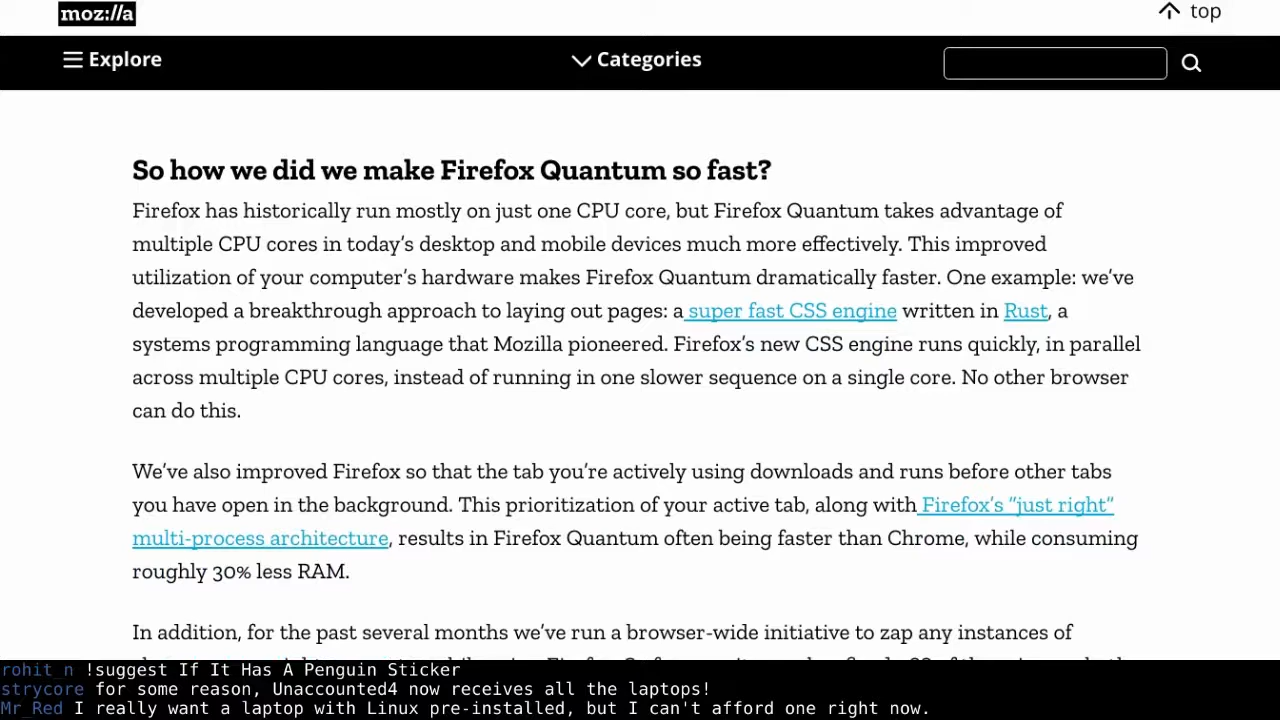 moz://a
top
Explore
Categories
So how we did we make Firefox Quantum so fast?
Firefox has historically run mostly on just one CPU core, but Firefox Quantum takes advantage of
multiple CPU cores in today's desktop and mobile devices much more effectively. This improved
utilization of your computer's hardware makes Firefox Quantum dramatically faster. One example: we've
developed a breakthrough approach to laying out pages: a super fast CSS engine written in Rust, a
systems programming language that Mozilla pioneered. Firefox's new CSS engine runs quickly, in parallel
across multiple CPU cores, instead of running in one slower sequence on a single core. No other browser
can do this.
We've also improved Firefox so that the tab you're actively using downloads and runs before other tabs
you have open in the background. This prioritization of your active tab, along with Firefox's "just right"
multi-process architecture, results in Firefox Quantum often being faster than Chrome, while consuming
roughly 30% less RAM.
In addition, for the past several months we've run a browser-wide initiative to zap any instances of
rohit_n !suggest If It Has A Penguin Sticker
strycore for some reason, Unaccounted4 now receives all the laptops!
Mr_Red I really want a laptop with Linux pre-installed, but I can't afford one right now.